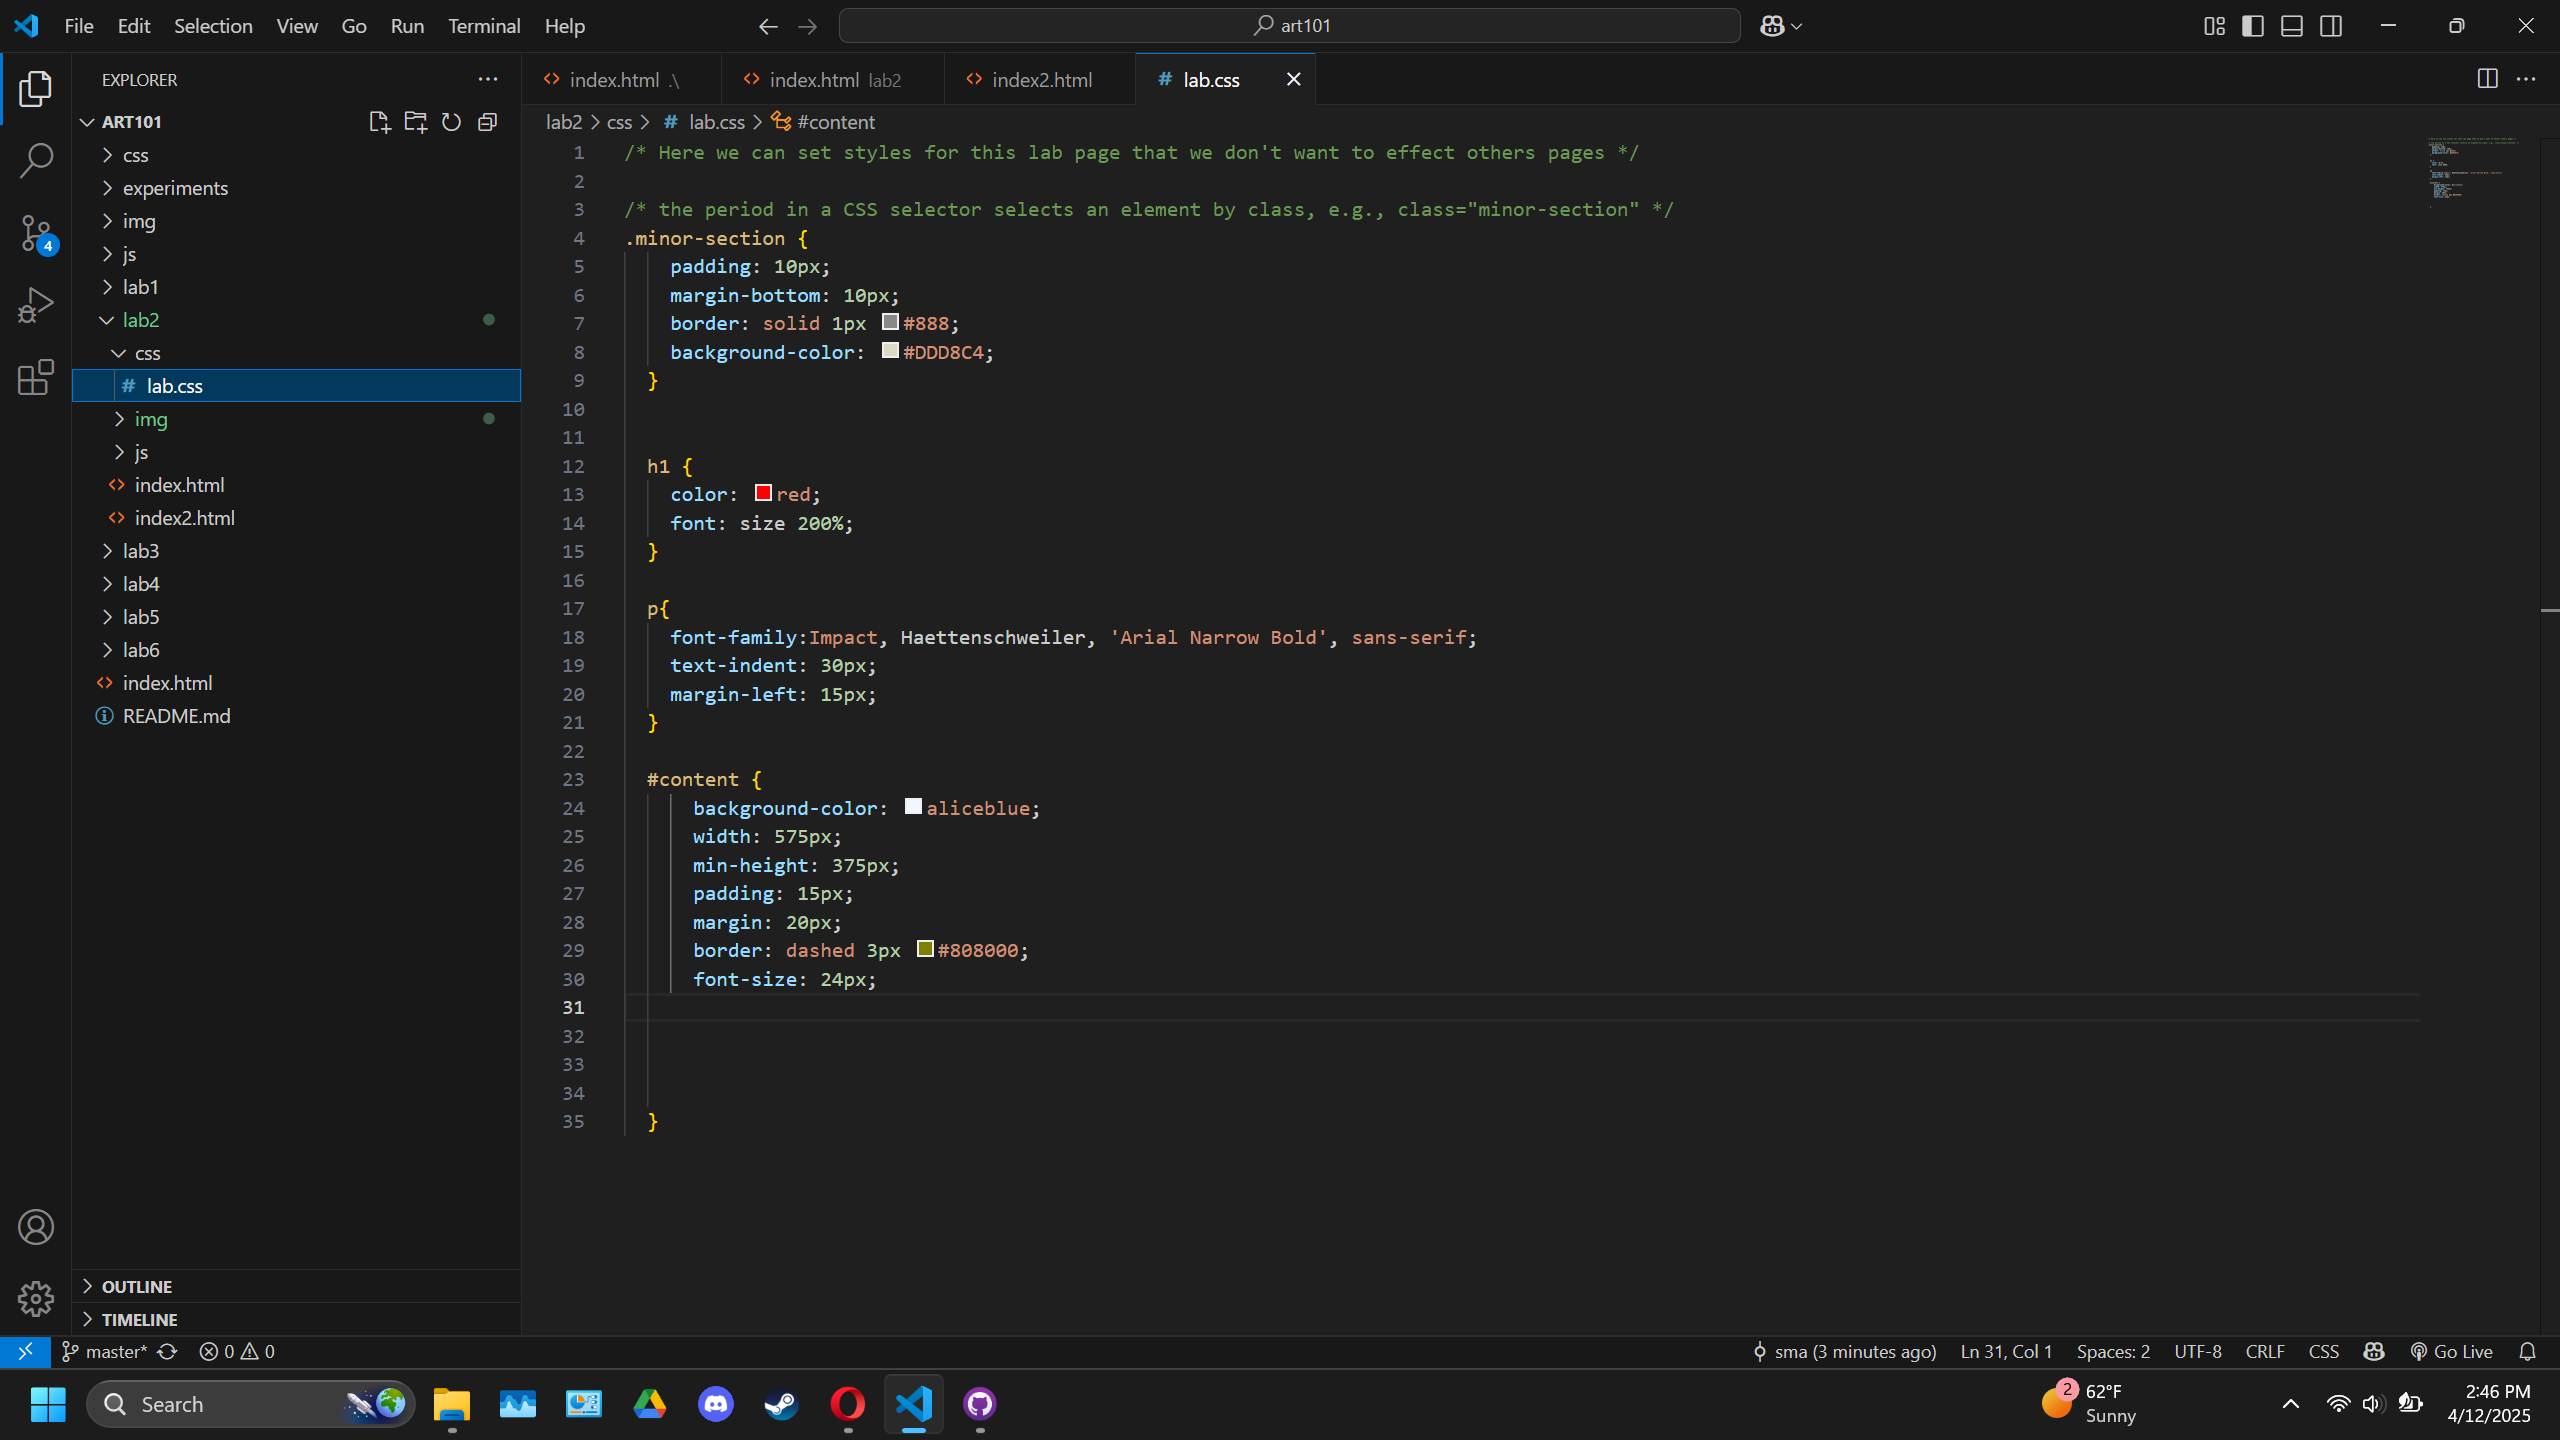 File Edit Selection View Go Run Terminal Help
art101
EXPLORER
index.html .\
index.html lab2
index2.html
# lab.css
ART101
lab2 > css > # lab.css > #content
css
experiments
img
js
lab1
lab2
css
# lab.css
img
js
index.html
index2.html
lab3
lab4
lab5
lab6
index.html
README.md
4
1 /* Here we can set styles for this lab page that we don't want to effect others pages */
2
3 /* the period in a CSS selector selects an element by class, e.g., class="minor-section" */
4 .minor-section {
5 padding: 10px;
6 margin-bottom: 10px;
7 border: solid 1px #888;
8 background-color: #DDD8C4;
9 }
10
11
12 h1 {
13 color: red;
14 font: size 200%;
15 }
16
17 p{
18 font-family:Impact, Haettenschweiler, 'Arial Narrow Bold', sans-serif;
19 text-indent: 30px;
20 margin-left: 15px;
21 }
22
23 #content {
24 background-color: aliceblue;
25 width: 575px;
26 min-height: 375px;
27 padding: 15px;
28 margin: 20px;
29 border: dashed 3px #808000;
30 font-size: 24px;
31
32
33
34
35 }
OUTLINE
TIMELINE
master* 0 0
sma (3 minutes ago) Ln 31, Col 1 Spaces: 2 UTF-8 CRLF CSS Go Live
Search
2
62°F
Sunny
2:46 PM
4/12/2025